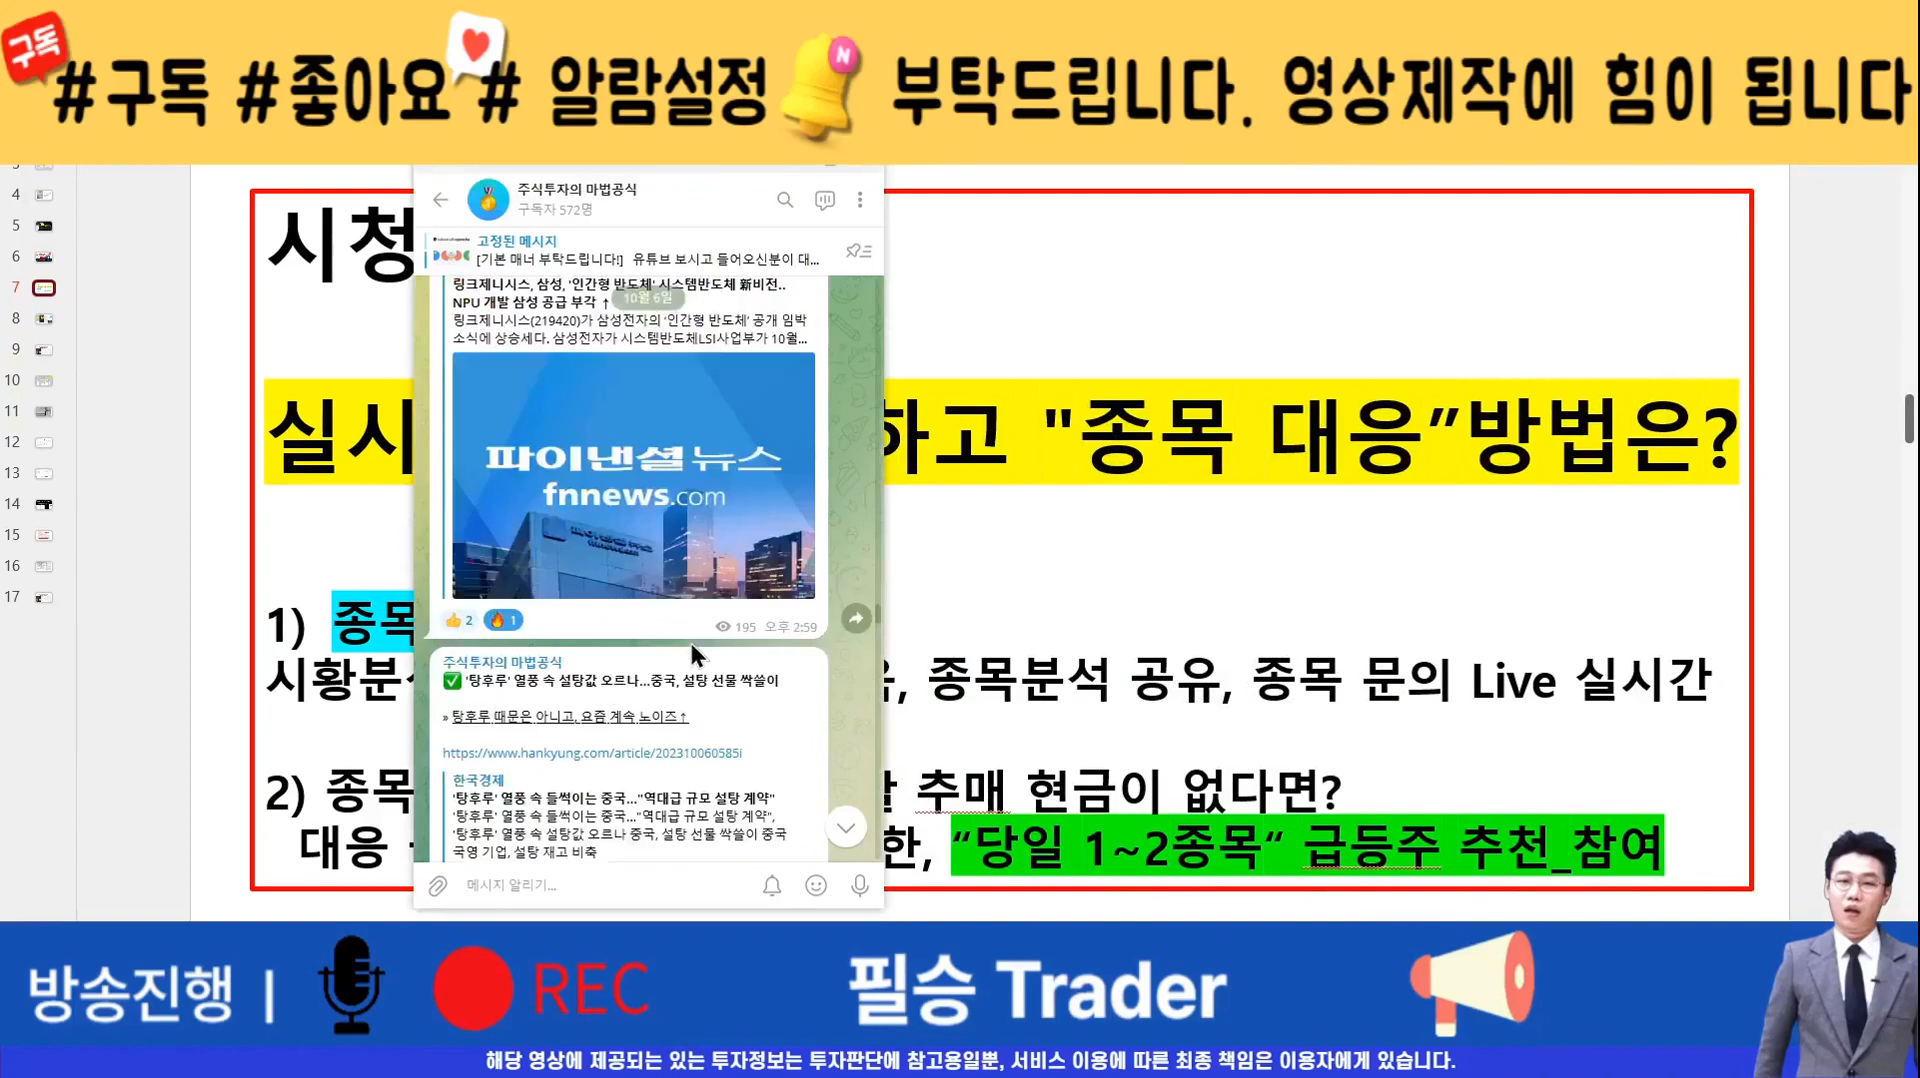 구독
#구독 #좋아요 # 알람설정 N 부탁드립니다. 영상제작에 힘이 됩니다
4
5
6
7
8
9
10
11
12
13
14
15
16
17
시청
실시
하고 "종목 대응”방법은?
1) 종목
시황분
, 종목분석 공유, 종목 문의 Live 실시간
2) 종목
추매 현금이 없다면?
대응
한, “당일 1~2종목“ 급등주 추천_참여
주식투자의 마법공식
구독자 572명
고정된 메시지
[기본 매너 부탁드립니다!] 유튜브 보시고 들어오신분이 대...
링크제니시스, 삼성, '인간형 반도체' 시스템반도체 新비전..
NPU 개발 삼성 공급 부각 ↑
10월 6일
링크제니시스(219420)가 삼성전자의 ‘인간형 반도체’ 공개 임박
소식에 상승세다. 삼성전자가 시스템반도체LSI사업부가 10월...
파이낸셜뉴스
fnnews.com
파이낸셜뉴스
fnnews.com
2
1
195 오후 2:59
주식투자의 마법공식
'탕후루' 열풍 속 설탕값 오르나...중국, 설탕 선물 싹쓸이
» 탕후루 때문은 아니고, 요즘 계속 노이즈↑
https://www.hankyung.com/article/202310060585i
한국경제
'탕후루' 열풍 속 들썩이는 중국..."역대급 규모 설탕 계약"
'탕후루' 열풍 속 들썩이는 중국..."역대급 규모 설탕 계약",
'탕후루' 열풍 속 설탕값 오르나 중국, 설탕 선물 싹쓸이 중국
국영 기업, 설탕 재고 비축
메시지 알리기...
방송진행 | REC 필승 Trader
해당 영상에 제공되는 있는 투자정보는 투자판단에 참고용일뿐, 서비스 이용에 따른 최종 책임은 이용자에게 있습니다.